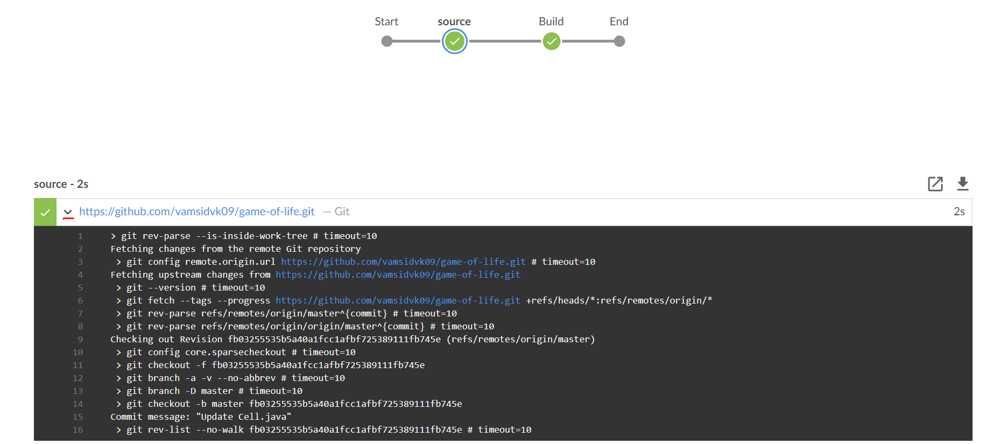 Start source Build End
source - 2s
https://github.com/vamsidvk09/game-of-life.git — Git 2s
1 > git rev-parse --is-inside-work-tree # timeout=10
2 Fetching changes from the remote Git repository
3 > git config remote.origin.url https://github.com/vamsidvk09/game-of-life.git # timeout=10
4 Fetching upstream changes from https://github.com/vamsidvk09/game-of-life.git
5 > git --version # timeout=10
6 > git fetch --tags --progress https://github.com/vamsidvk09/game-of-life.git +refs/heads/*:refs/remotes/origin/*
7 > git rev-parse refs/remotes/origin/master^{commit} # timeout=10
8 > git rev-parse refs/remotes/origin/origin/master^{commit} # timeout=10
9 Checking out Revision fb03255535b5a40a1fcc1afbf725389111fb745e (refs/remotes/origin/master)
10 > git config core.sparsecheckout # timeout=10
11 > git checkout -f fb03255535b5a40a1fcc1afbf725389111fb745e
12 > git branch -a -v --no-abbrev # timeout=10
13 > git branch -D master # timeout=10
14 > git checkout -b master fb03255535b5a40a1fcc1afbf725389111fb745e
15 Commit message: "Update Cell.java"
16 > git rev-list --no-walk fb03255535b5a40a1fcc1afbf725389111fb745e # timeout=10